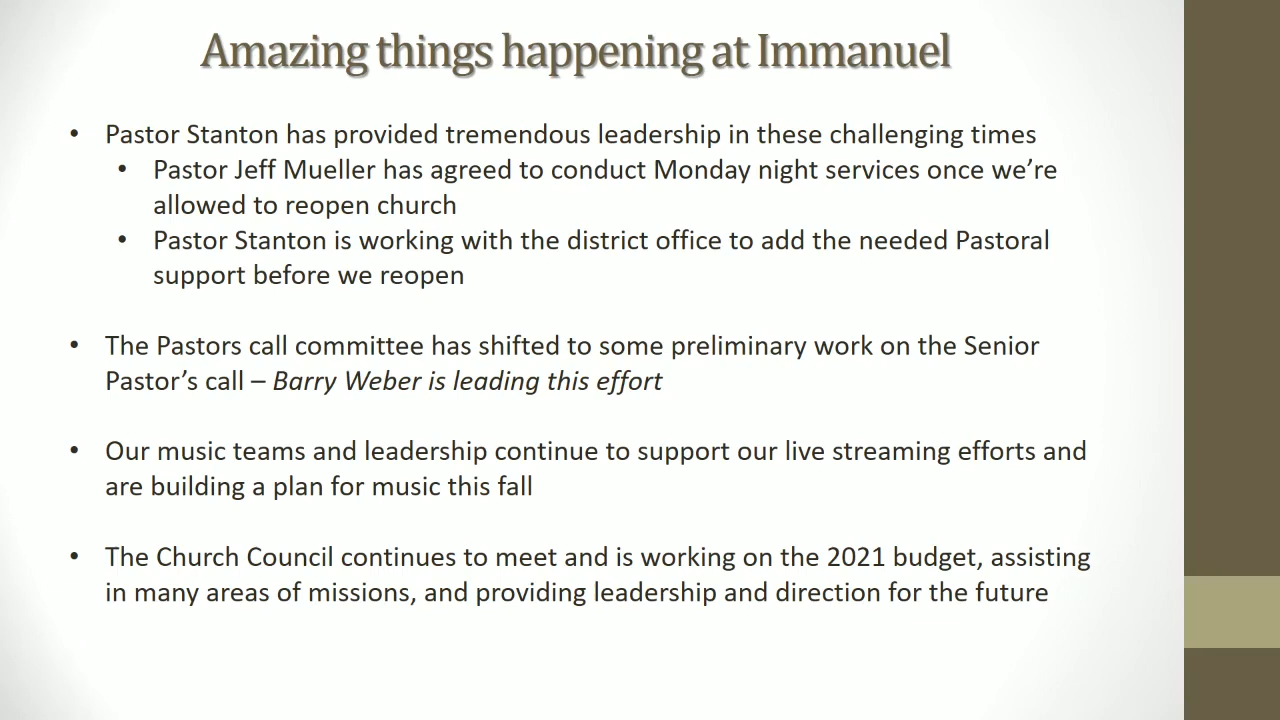 Amazing things happening at Immanuel
• Pastor Stanton has provided tremendous leadership in these challenging times
• Pastor Jeff Mueller has agreed to conduct Monday night services once we’re
allowed to reopen church
• Pastor Stanton is working with the district office to add the needed Pastoral
support before we reopen
• The Pastors call committee has shifted to some preliminary work on the Senior
Pastor’s call – Barry Weber is leading this effort
• Our music teams and leadership continue to support our live streaming efforts and
are building a plan for music this fall
• The Church Council continues to meet and is working on the 2021 budget, assisting
in many areas of missions, and providing leadership and direction for the future